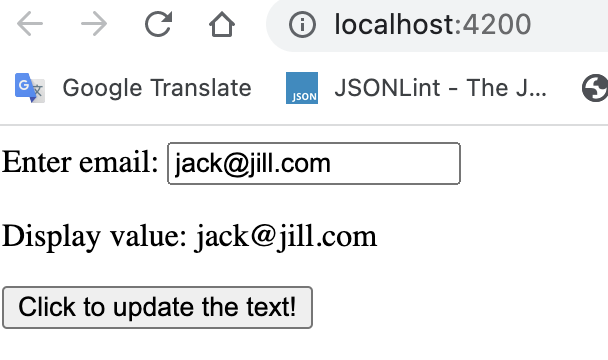 localhost:4200
Google Translate JSON JSONLint - The J...
Enter email: jack@jill.com
Display value: jack@jill.com
Click to update the text!